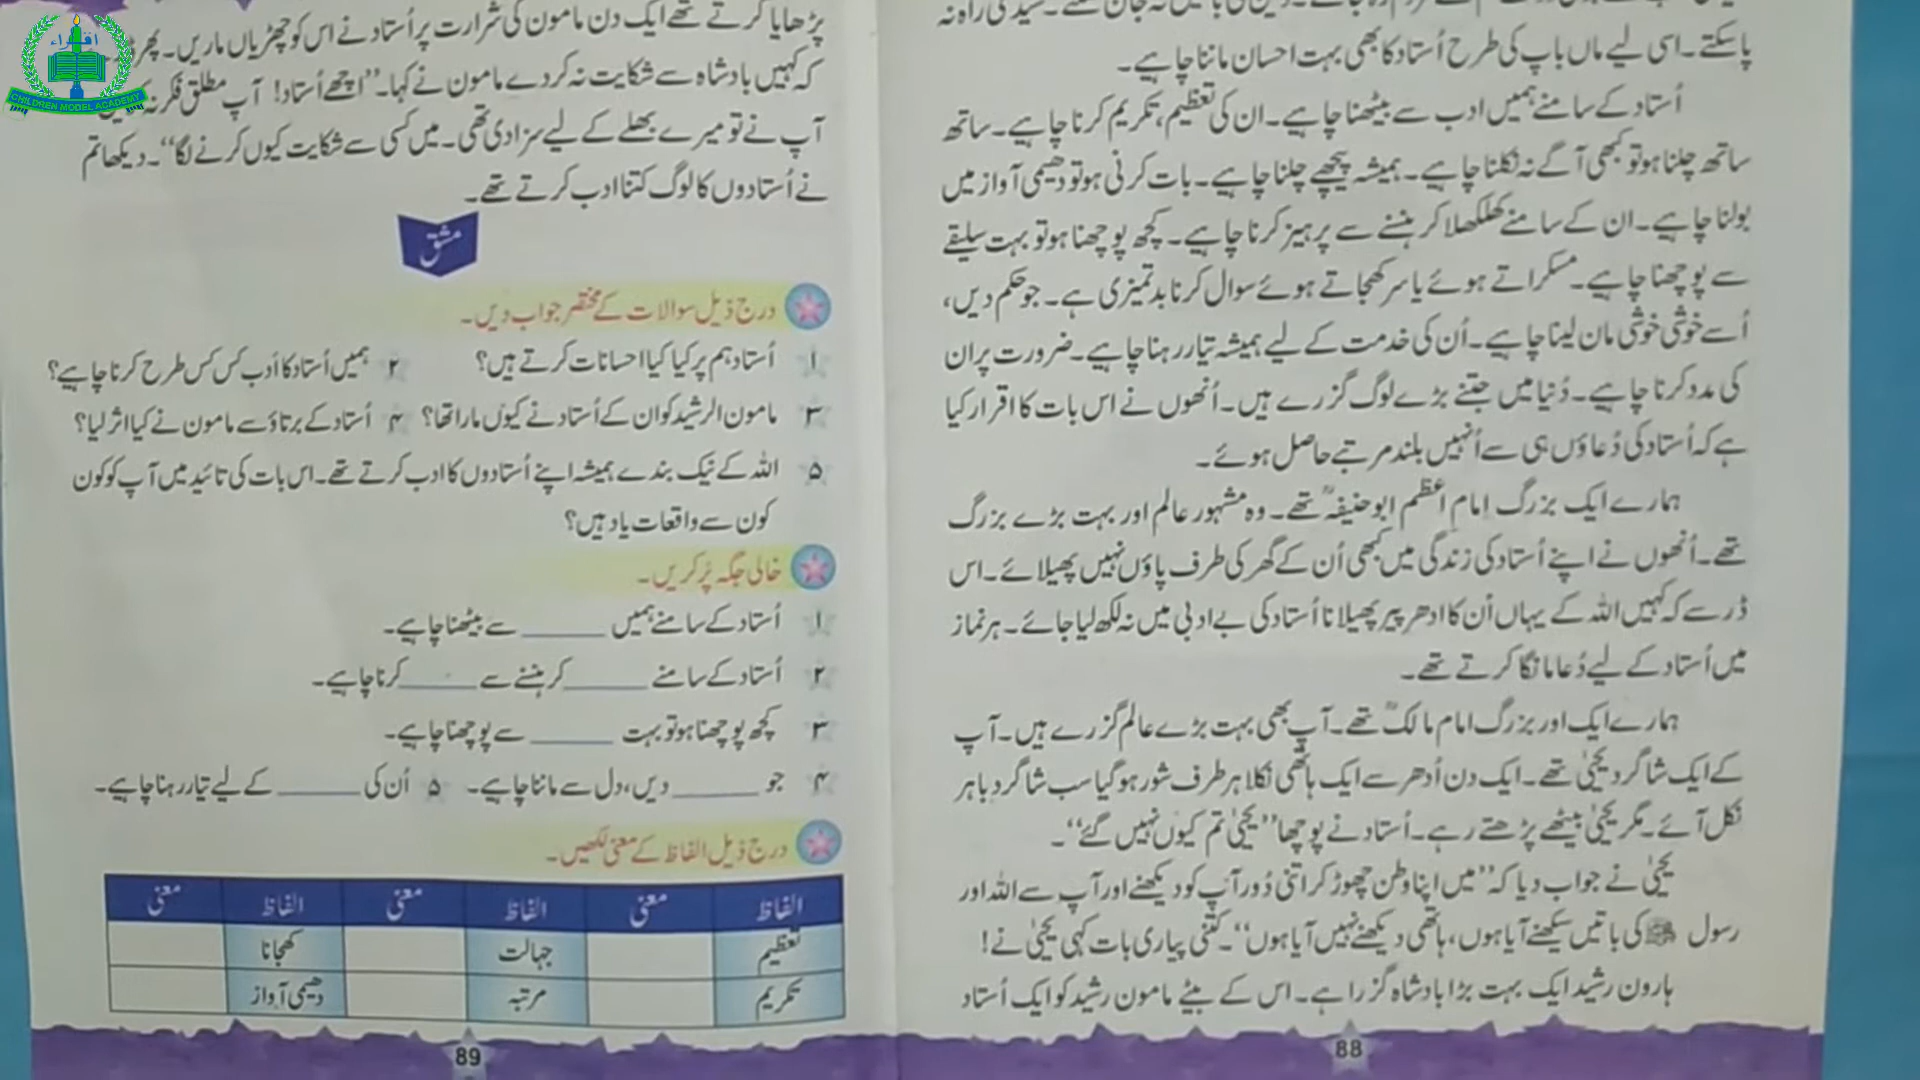 پا سکتے۔ اسی لیے ماں باپ کی طرح اُستاد کا بھی بہت احسان ماننا چاہیے۔
اُستاد کے سامنے ہمیں ادب سے بیٹھنا چاہیے۔ ان کی تعظیم، تکریم کرنا چاہیے۔ ساتھ
ساتھ چلنا ہو تو کبھی آگے نہ نکلنا چاہیے۔ ہمیشہ پیچھے چلنا چاہیے۔ بات کرنی ہو تو دھیمی آواز میں
بولنا چاہیے۔ ان کے سامنے کھلکھلا کر ہنسنے سے پرہیز کرنا چاہیے۔ کچھ پوچھنا ہو تو بہت سلیقے
سے پوچھنا چاہیے۔ مسکراتے ہوئے یا سر کھجاتے ہوئے سوال کرنا بدتمیزی ہے۔ جو حکم دیں،
اُسے خوشی خوشی مان لینا چاہیے۔ اُن کی خدمت کے لیے ہمیشہ تیار رہنا چاہیے۔ ضرورت پر ان
کی مدد کرنا چاہیے۔ دُنیا میں جتنے بڑے لوگ گزرے ہیں۔ اُنھوں نے اس بات کا اقرار کیا
ہے کہ اُستاد کی دُعاؤں ہی سے اُنہیں بلند مرتبے حاصل ہوئے۔
ہمارے ایک بزرگ امام اعظم ابو حنیفہؒ تھے۔ وہ مشہور عالم اور بہت بڑے بزرگ
تھے۔ اُنھوں نے اپنے اُستاد کی زندگی میں کبھی اُن کے گھر کی طرف پاؤں نہیں پھیلائے۔ اس
ڈر سے کہ کہیں اللہ کے یہاں اُن کا ادھر پیر پھیلانا اُستاد کی بے ادبی میں نہ لکھ لیا جائے۔ ہر نماز
میں اُستاد کے لیے دُعا مانگا کرتے تھے۔
ہمارے ایک اور بزرگ امام مالکؒ تھے۔ آپ بھی بہت بڑے عالم گزرے ہیں۔ آپ
کے ایک شاگرد یحییٰ تھے۔ ایک دن اُدھر سے ایک ہاتھی نکلا ہر طرف شور ہو گیا سب شاگرد باہر
نکل آئے۔ مگر یحییٰ بیٹھے پڑھتے رہے۔ اُستاد نے پوچھا ’’یحییٰ تم کیوں نہیں گئے‘‘۔
یحییٰ نے جواب دیا کہ ’’میں اپنا وطن چھوڑ کر اتنی دُور آپ کو دیکھنے اور آپ سے اللہ اور
رسول ﷺ کی باتیں سیکھنے آیا ہوں، ہاتھی دیکھنے نہیں آیا ہوں‘‘۔ کتنی پیاری بات کہی یحییٰ نے!
ہارون رشید ایک بہت بڑا بادشاہ گزرا ہے۔ اس کے بیٹے مامون رشید کو ایک اُستاد
88
پڑھایا کرتے تھے ایک دن مامون کی شرارت پر اُستاد نے اس کو چھڑیاں ماریں۔ پھر
کہ کہیں بادشاہ سے شکایت نہ کر دے مامون نے کہا۔ ’’اچھے اُستاد! آپ مطلق فکر نہ
آپ نے تو میرے بھلے کے لیے سزا دی تھی۔ میں کسی سے شکایت کیوں کرنے لگا‘‘۔ دیکھا تم
نے اُستادوں کا لوگ کتنا ادب کرتے تھے۔
مشق
درج ذیل سوالات کے مختصر جواب دیں۔
۱ اُستاد ہم پر کیا کیا احسانات کرتے ہیں؟ ۲ ہمیں اُستاد کا اَدب کس کس طرح کرنا چاہیے؟
۳ مامون الرشید کو ان کے اُستاد نے کیوں مارا تھا؟ ۴ اُستاد کے برتاؤ سے مامون نے کیا اثر لیا؟
۵ اللہ کے نیک بندے ہمیشہ اپنے اُستادوں کا ادب کرتے تھے۔ اس بات کی تائید میں آپ کو کون
کون سے واقعات یاد ہیں؟
خالی جگہ پُر کریں۔
۱ اُستاد کے سامنے ہمیں ______ سے بیٹھنا چاہیے۔
۲ اُستاد کے سامنے ______ کر ہنسنے سے ______ کرنا چاہیے۔
۳ کچھ پوچھنا ہو تو بہت ______ سے پوچھنا چاہیے۔
۴ جو ______ دیں، دل سے ماننا چاہیے۔ ۵ اُن کی ______ کے لیے تیار رہنا چاہیے۔
درج ذیل الفاظ کے معنی لکھیں۔
الفاظ معنی الفاظ معنی الفاظ معنی
تعظیم جہالت کھجانا
تکریم مرتبہ دھیمی آواز
89
اقراء
CHILDREN MODEL ACADEMY